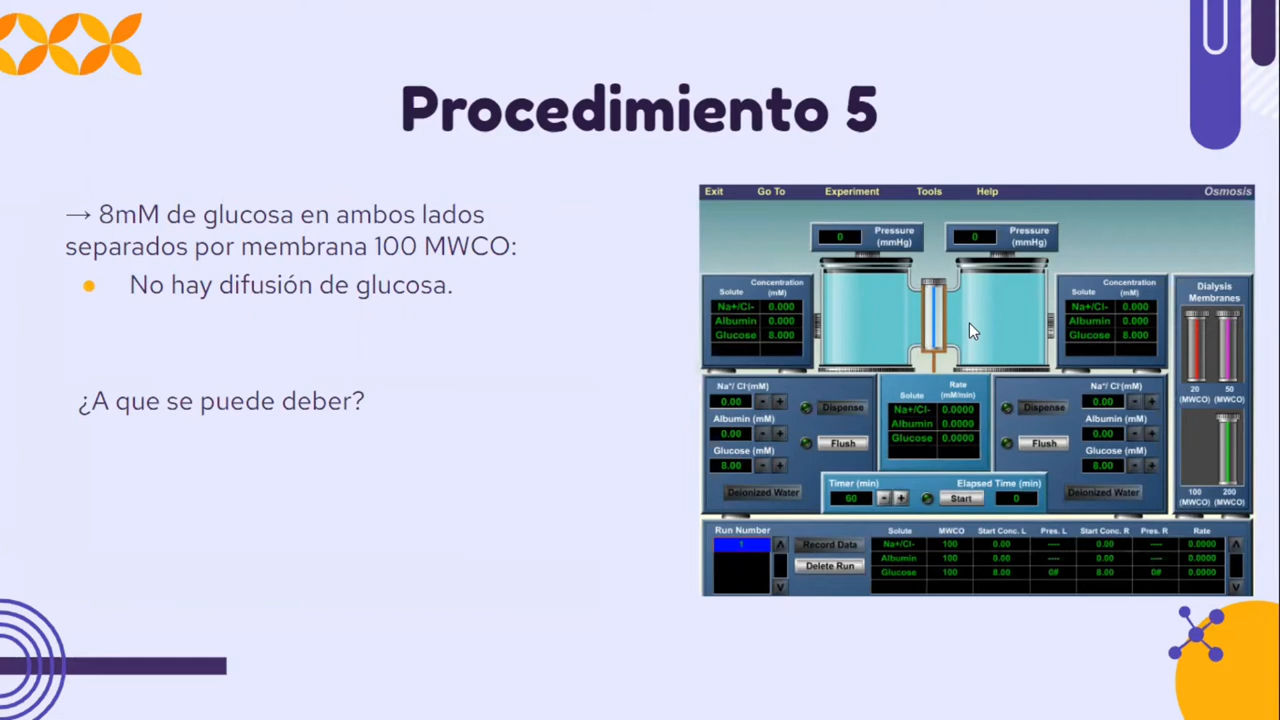 Procedimiento 5
→ 8mM de glucosa en ambos lados
separados por membrana 100 MWCO:
● No hay difusión de glucosa.
¿A que se puede deber?
Exit Go To Experiment Tools Help Osmosis
0 Pressure (mmHg)
0 Pressure (mmHg)
Solute Concentration (mM)
Na+/Cl- 0.000
Albumin 0.000
Glucose 8.000
Solute Concentration (mM)
Na+/Cl- 0.000
Albumin 0.000
Glucose 8.000
Dialysis
Membranes
20 (MWCO) 50 (MWCO)
100 (MWCO) 200 (MWCO)
Na+/ Cl-(mM)
0.00 - + Dispense
Albumin (mM)
0.00 - + Flush
Glucose (mM)
8.00 - +
Deionized Water
Solute Rate (mM/min)
Na+/Cl- 0.0000
Albumin 0.0000
Glucose 0.0000
Na+/ Cl-(mM)
Dispense 0.00 - +
Albumin (mM)
Flush 0.00 - +
Glucose (mM)
8.00 - +
Deionized Water
Timer (min) Elapsed Time (min)
60 - + Start 0
Run Number
1
Record Data
Delete Run
Solute MWCO Start Conc. L Pres. L Start Conc. R Pres. R Rate
Na+/Cl- 100 0.00 ---- 0.00 ---- 0.0000
Albumin 100 0.00 ---- 0.00 ---- 0.0000
Glucose 100 8.00 0# 8.00 0# 0.0000